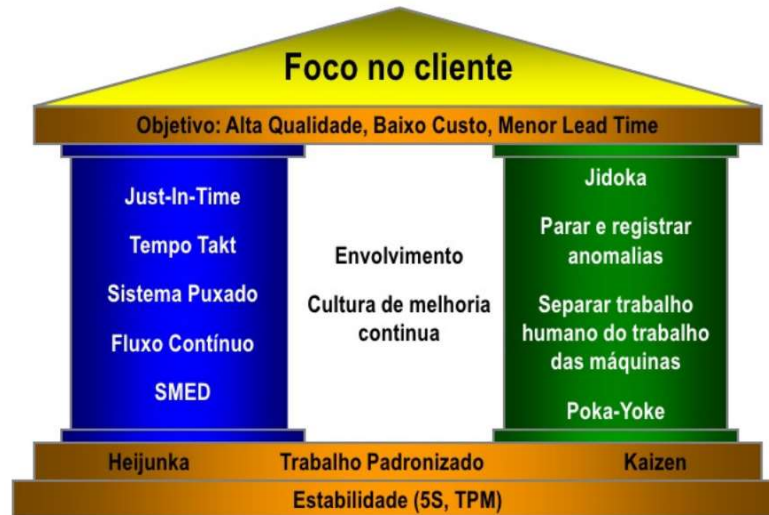 Foco no cliente
Objetivo: Alta Qualidade, Baixo Custo, Menor Lead Time
Just-In-Time
Tempo Takt
Sistema Puxado
Fluxo Contínuo
SMED
Envolvimento
Cultura de melhoria
continua
Jidoka
Parar e registrar
anomalias
Separar trabalho
humano do trabalho
das máquinas
Poka-Yoke
Heijunka Trabalho Padronizado Kaizen
Estabilidade (5S, TPM)